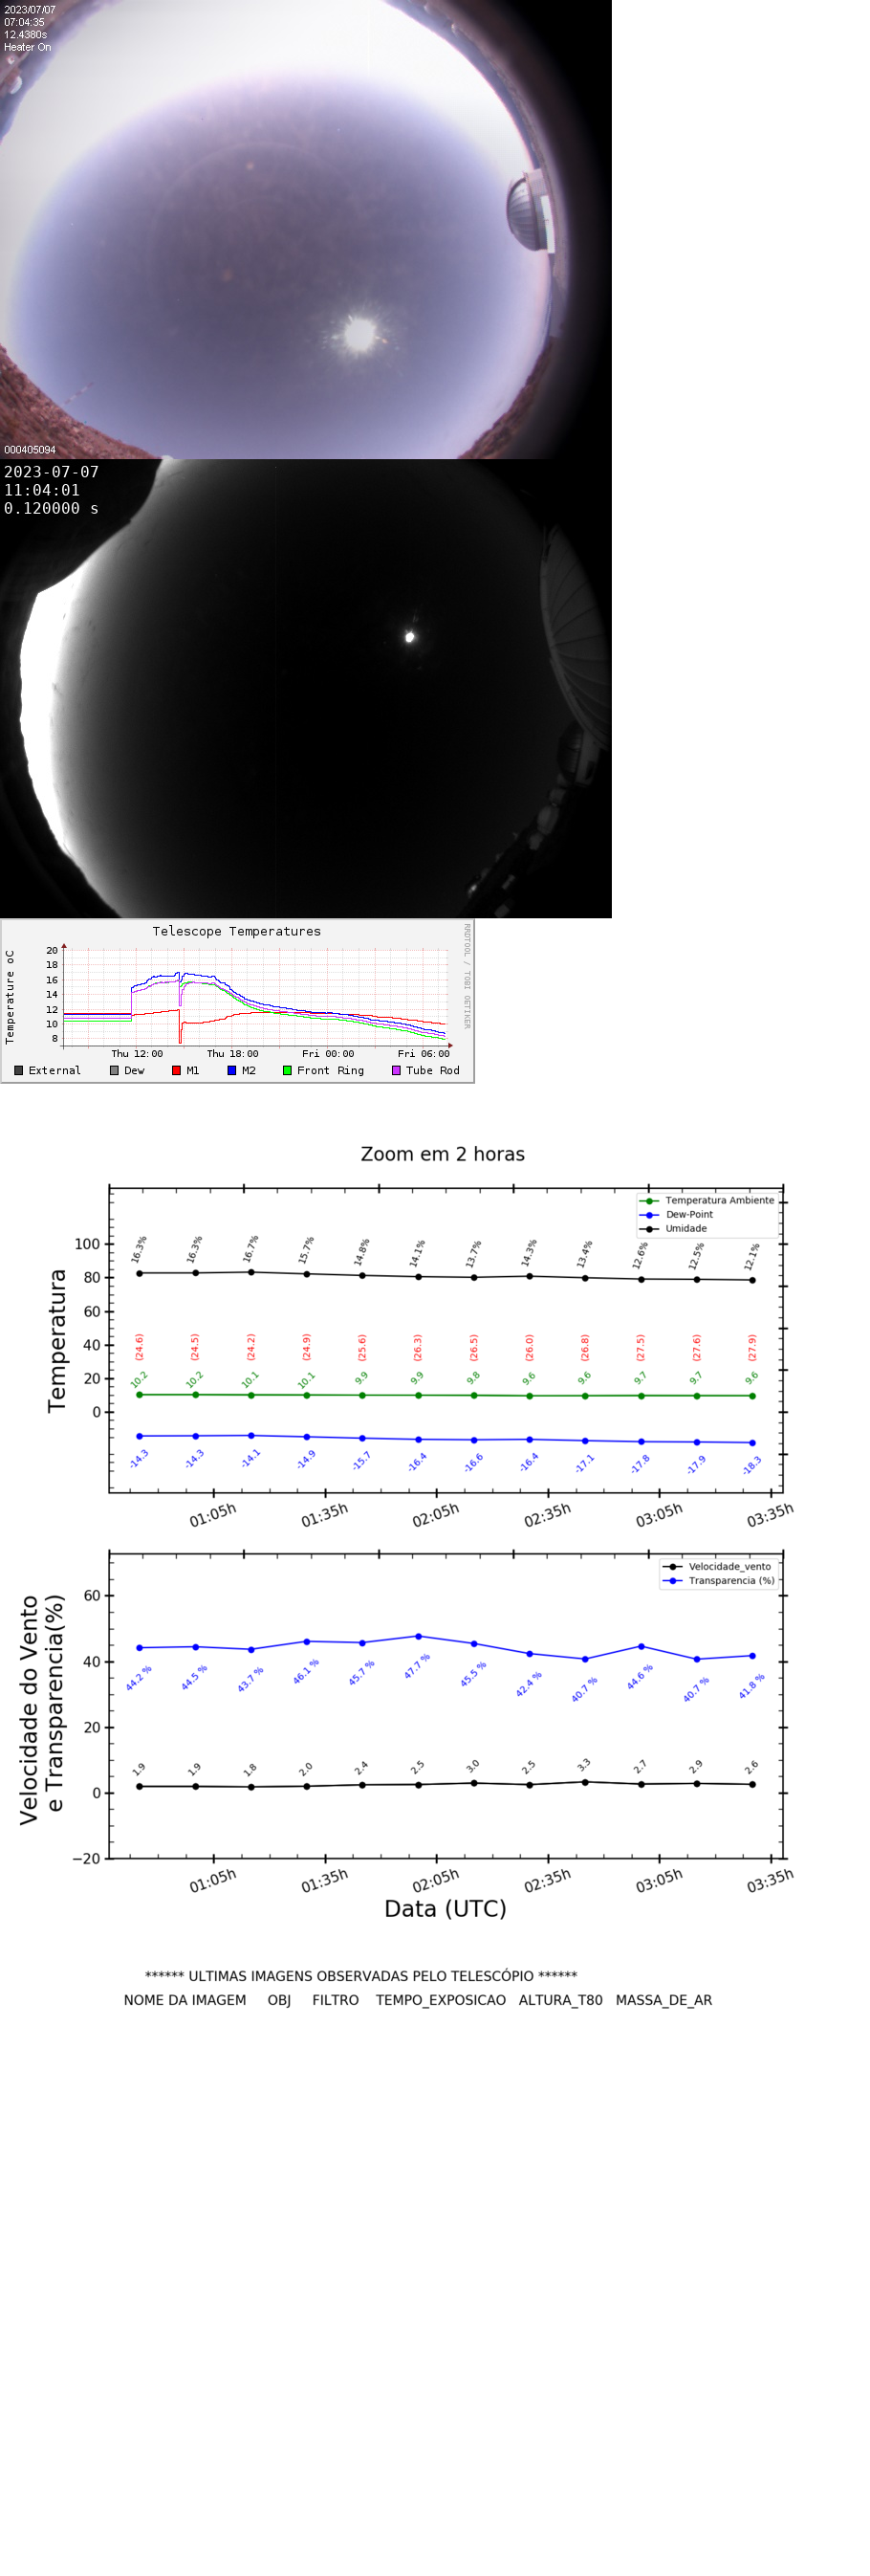 2023/07/07
07:04:35
12.4380s
Heater On
000405094
2023-07-07
11:04:01
0.120000 s
Telescope Temperatures
RRDTOOL / TOBI OETIKER
Temperature oC
20
18
16
14
12
10
8
Thu 12:00 Thu 18:00 Fri 00:00 Fri 06:00
External Dew M1 M2 Front Ring Tube Rod
Zoom em 2 horas
Temperatura Ambiente
Dew-Point
Umidade
Temperatura
100
80
60
40
20
0
16.3% 16.3% 16.7% 15.7% 14.8% 14.1% 13.7% 14.3% 13.4% 12.6% 12.5% 12.1%
(24.6) (24.5) (24.2) (24.9) (25.6) (26.3) (26.5) (26.0) (26.8) (27.5) (27.6) (27.9)
10.2 10.2 10.1 10.1 9.9 9.9 9.8 9.6 9.6 9.7 9.7 9.6
-14.3 -14.3 -14.1 -14.9 -15.7 -16.4 -16.6 -16.4 -17.1 -17.8 -17.9 -18.3
01:05h 01:35h 02:05h 02:35h 03:05h 03:35h
Velocidade_vento
Transparencia (%)
Velocidade do Vento
e Transparencia(%)
60
40
20
0
−20
44.2 % 44.5 % 43.7 % 46.1 % 45.7 % 47.7 % 45.5 % 42.4 % 40.7 % 44.6 % 40.7 % 41.8 %
1.9 1.9 1.8 2.0 2.4 2.5 3.0 2.5 3.3 2.7 2.9 2.6
01:05h 01:35h 02:05h 02:35h 03:05h 03:35h
Data (UTC)
****** ULTIMAS IMAGENS OBSERVADAS PELO TELESCÓPIO ******
NOME DA IMAGEM OBJ FILTRO TEMPO_EXPOSICAO ALTURA_T80 MASSA_DE_AR